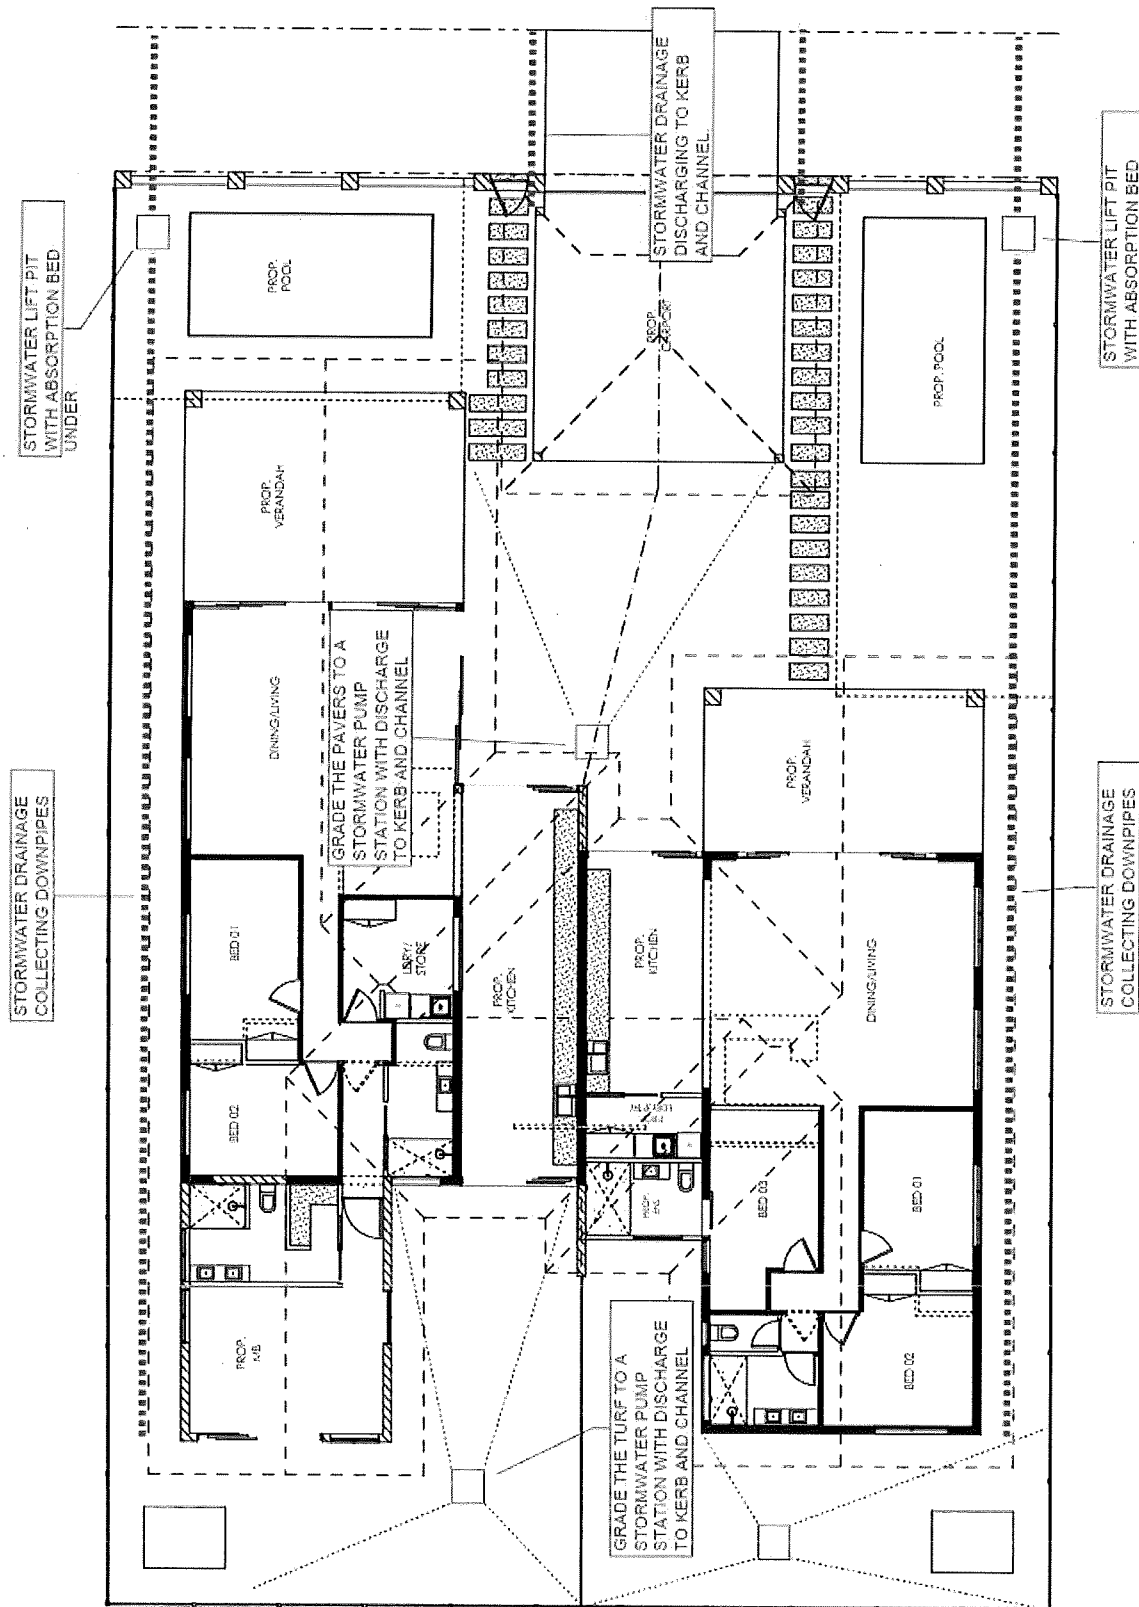 STORMWATER LIFT PIT
WITH ABSORPTION BED
UNDER
STORMWATER DRAINAGE
DISCHARGING TO KERB
AND CHANNEL.
STORMWATER LIFT PIT
WITH ABSORPTION BED
PROP.
POOL
PROP.
CARPORT
PROP. POOL
PROP.
VERANDAH
DINING/LIVING
GRADE THE PAVERS TO A
STORMWATER PUMP
STATION WITH DISCHARGE
TO KERB AND CHANNEL
PROP.
VERANDAH
STORMWATER DRAINAGE
COLLECTING DOWNPIPES
STORMWATER DRAINAGE
COLLECTING DOWNPIPES
BED 01
STORE
PROP.
KITCHEN
PROP.
KITCHEN
DINING/LIVING
BED 02
BED 03
BED 01
PROP.
ENS
PROP.
MB
GRADE THE TURF TO A
STORMWATER PUMP
STATION WITH DISCHARGE
TO KERB AND CHANNEL
BED 02